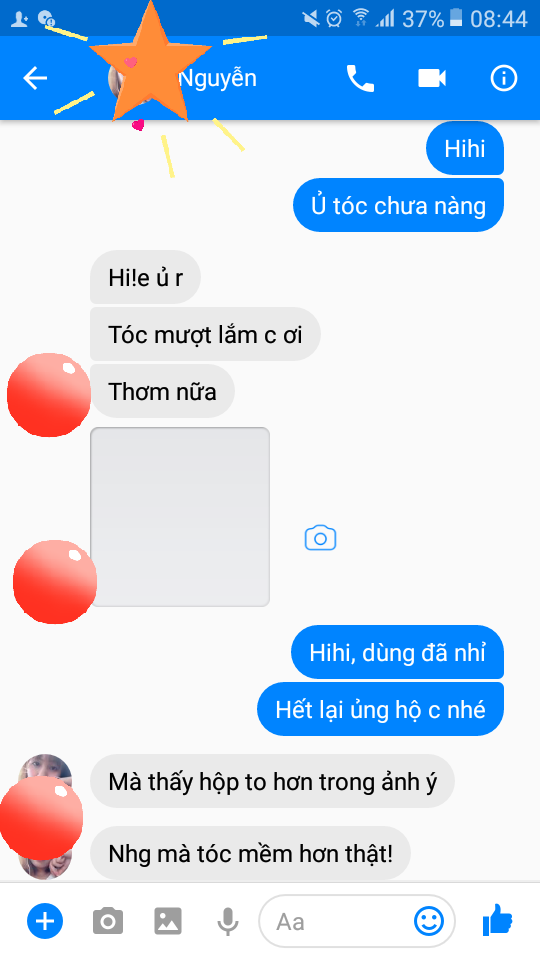 37% 08:44
Nguyễn
Hihi
Ủ tóc chưa nàng
Hi!e ủ r
Tóc mượt lắm c ơi
Thơm nữa
Hihi, dùng đã nhỉ
Hết lại ủng hộ c nhé
Mà thấy hộp to hơn trong ảnh ý
Nhg mà tóc mềm hơn thật!
Aa